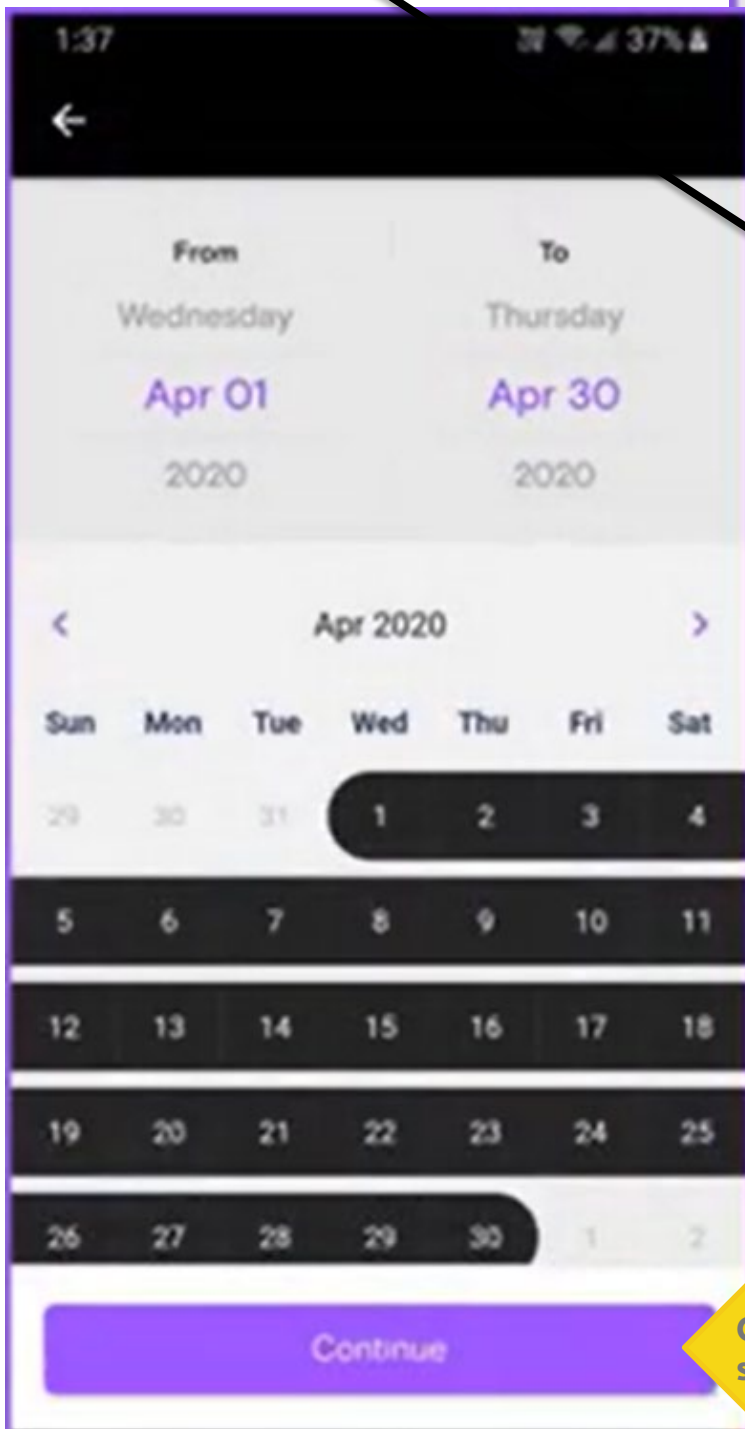 1:37 37%
From To
Wednesday Thursday
Apr 01 Apr 30
2020 2020
Apr 2020
Sun Mon Tue Wed Thu Fri Sat
29 30 31 1 2 3 4
5 6 7 8 9 10 11
12 13 14 15 16 17 18
19 20 21 22 23 24 25
26 27 28 29 30 1 2
Continue